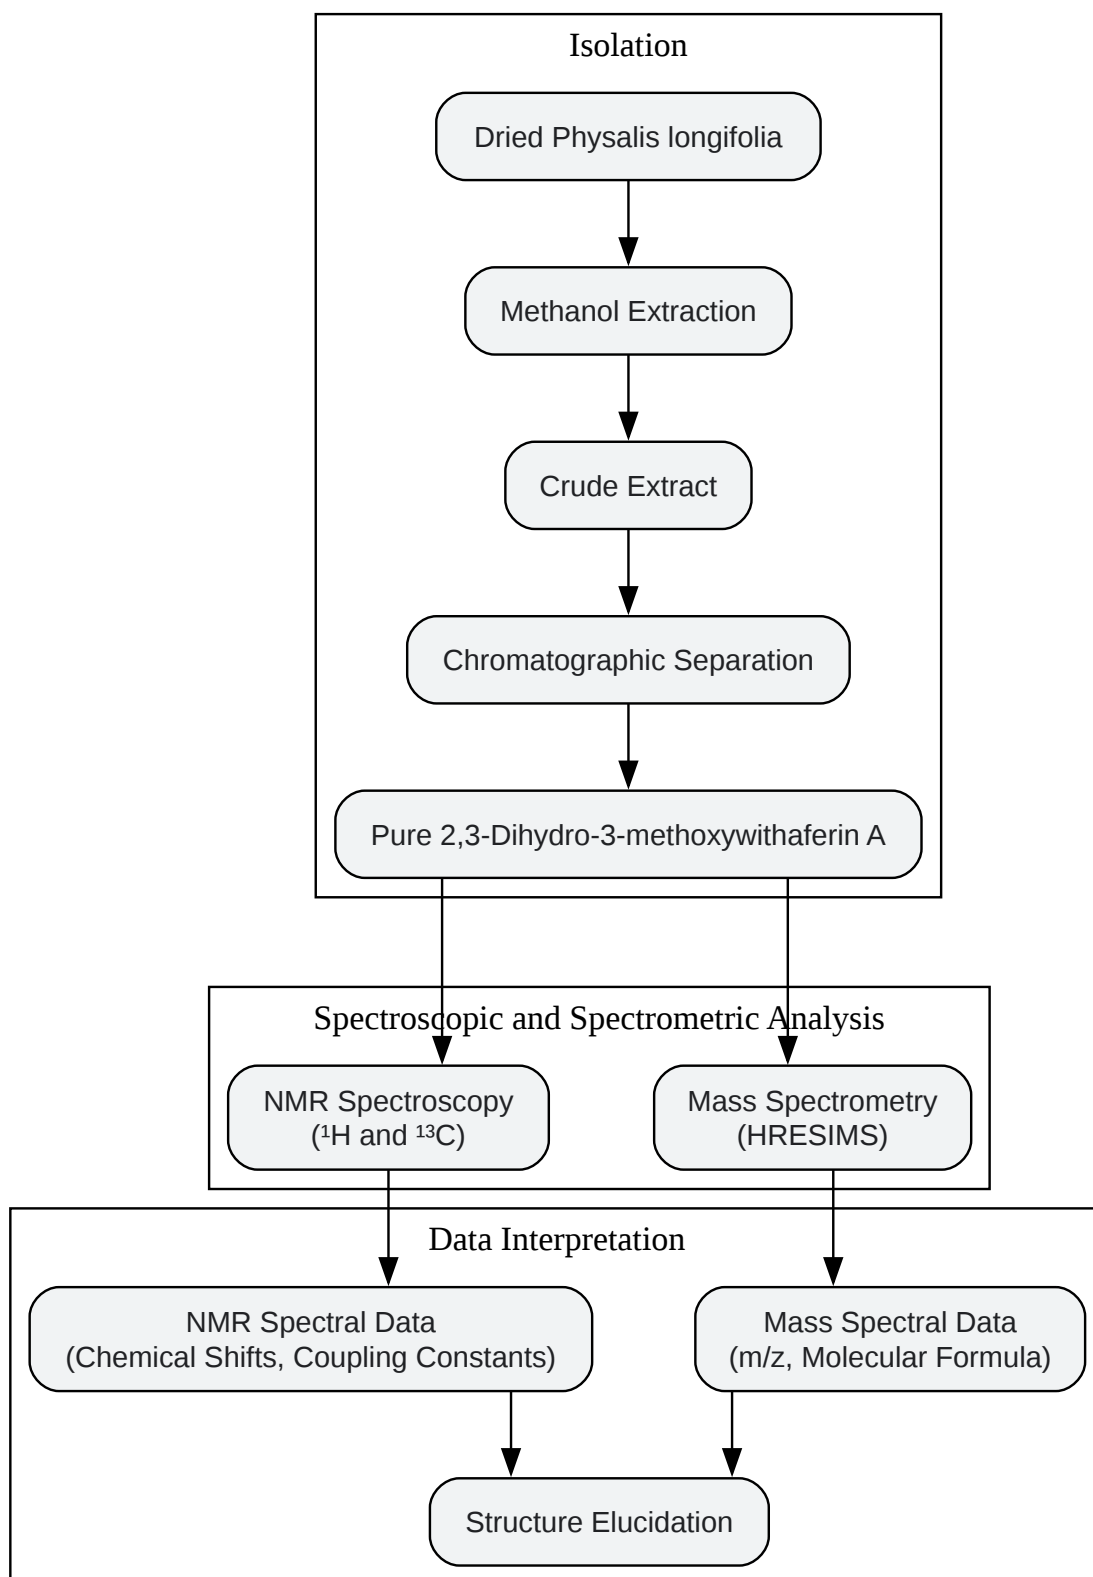 Isolation
Dried Physalis longifolia
Methanol Extraction
Crude Extract
Chromatographic Separation
Pure 2,3-Dihydro-3-methoxywithaferin A
Spectroscopic and Spectrometric Analysis
NMR Spectroscopy
(¹H and ¹³C)
Mass Spectrometry
(HRESIMS)
Data Interpretation
NMR Spectral Data
(Chemical Shifts, Coupling Constants)
Mass Spectral Data
(m/z, Molecular Formula)
Structure Elucidation